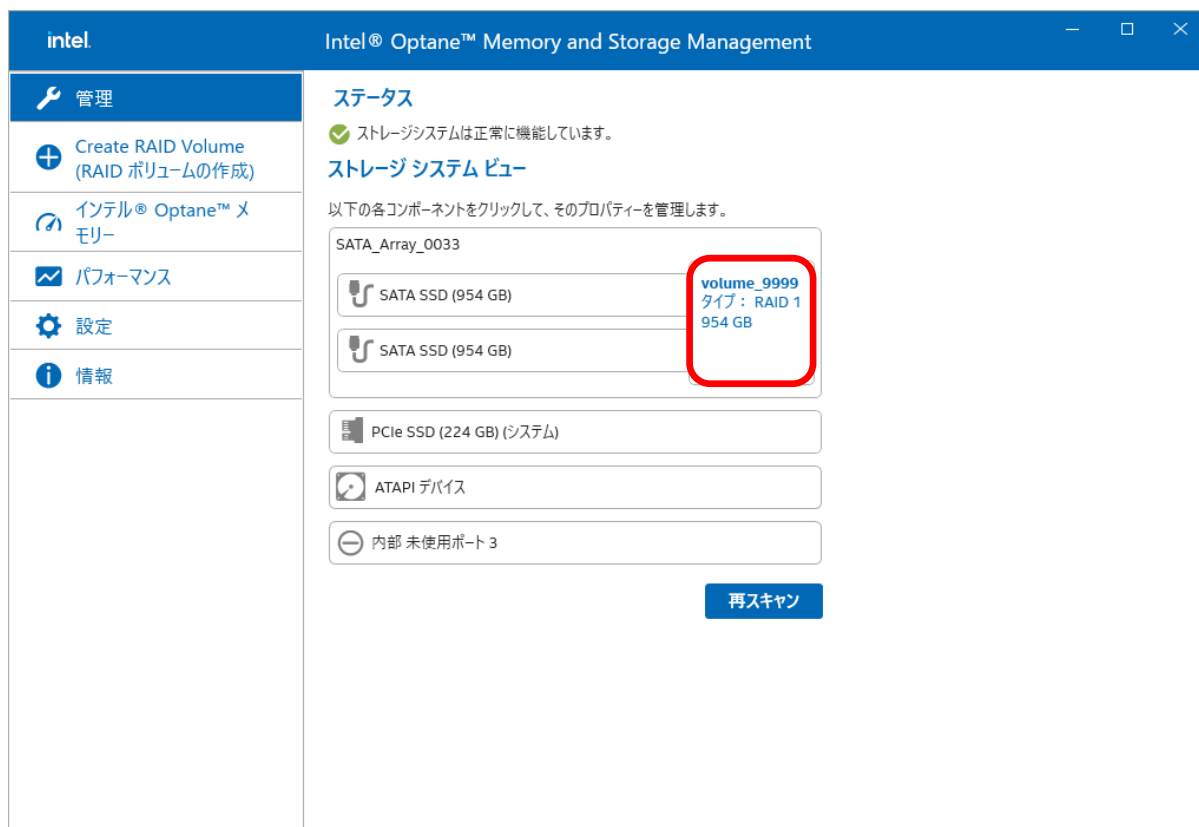 intel.
Intel® Optane™ Memory and Storage Management
管理
Create RAID Volume
(RAID ボリュームの作成)
インテル® Optane™ メ
モリー
パフォーマンス
設定
情報
ステータス
ストレージシステムは正常に機能しています。
ストレージ システム ビュー
以下の各コンポーネントをクリックして、そのプロパティーを管理します。
SATA_Array_0033
SATA SSD (954 GB)
SATA SSD (954 GB)
volume_9999
タイプ： RAID 1
954 GB
PCIe SSD (224 GB) (システム)
ATAPI デバイス
内部 未使用ポート 3
再スキャン